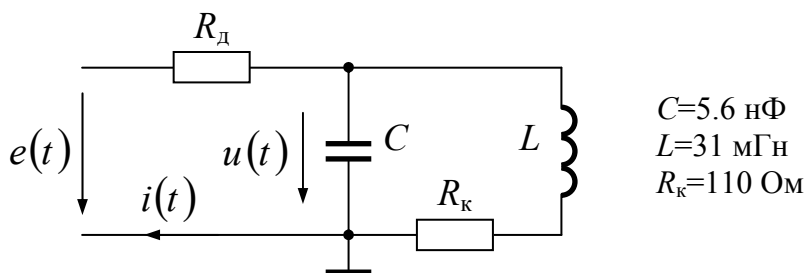 Rд
e(t)
u(t)
C
L
i(t)
Rк
C=5.6 нФ
L=31 мГн
Rк=110 Ом